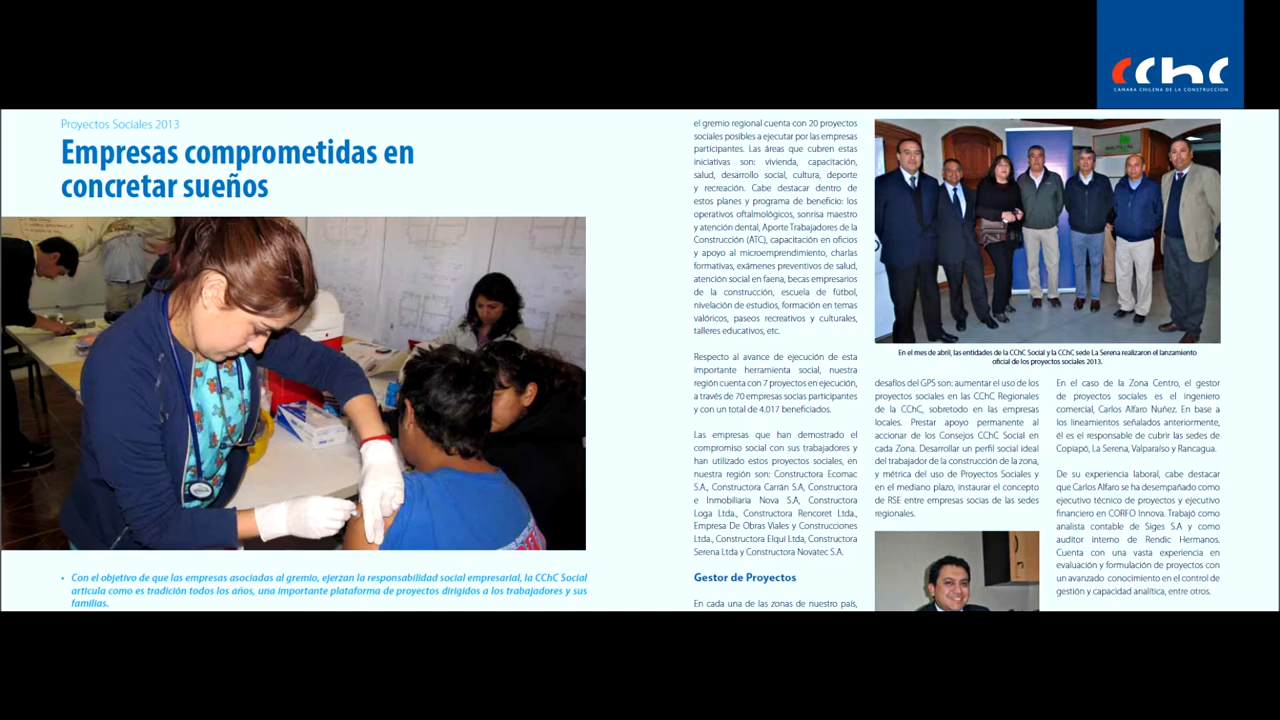 CChC
CAMARA CHILENA DE LA CONSTRUCCION
Proyectos Sociales 2013
Empresas comprometidas en
concretar sueños
• Con el objetivo de que las empresas asociadas al gremio, ejerzan la responsabilidad social empresarial, la CChC Social
articula como es tradición todos los años, una importante plataforma de proyectos dirigidos a los trabajadores y sus
familias.
el gremio regional cuenta con 20 proyectos
sociales posibles a ejecutar por las empresas
participantes. Las áreas que cubren estas
iniciativas son: vivienda, capacitación,
salud, desarrollo social, cultura, deporte
y recreación. Cabe destacar dentro de
estos planes y programa de beneficio: los
operativos oftalmológicos, sonrisa maestro
y atención dental, Aporte Trabajadores de la
Construcción (ATC), capacitación en oficios
y apoyo al microemprendimiento, charlas
formativas, exámenes preventivos de salud,
atención social en faena, becas empresarios
de la construcción, escuela de fútbol,
nivelación de estudios, formación en temas
valóricos, paseos recreativos y culturales,
talleres educativos, etc.
Respecto al avance de ejecución de esta
importante herramienta social, nuestra
región cuenta con 7 proyectos en ejecución,
a través de 70 empresas socias participantes
y con un total de 4.017 beneficiados.
Las empresas que han demostrado el
compromiso social con sus trabajadores y
han utilizado estos proyectos sociales, en
nuestra región son: Constructora Ecomac
S.A., Constructora Carrán S.A, Constructora
e Inmobiliaria Nova S.A, Constructora
Loga Ltda., Constructora Rencoret Ltda.,
Empresa De Obras Viales y Construcciones
Ltda., Constructora Elqui Ltda, Constructora
Serena Ltda y Constructora Novatec S.A.
Gestor de Proyectos
En cada una de las zonas de nuestro país,
En el mes de abril, las entidades de la CChC Social y la CChC sede La Serena realizaron el lanzamiento
oficial de los proyectos sociales 2013.
desafíos del GPS son: aumentar el uso de los
proyectos sociales en las CChC Regionales
de la CChC, sobretodo en las empresas
locales. Prestar apoyo permanente al
accionar de los Consejos CChC Social en
cada Zona. Desarrollar un perfil social ideal
del trabajador de la construcción de la zona,
y métrica del uso de Proyectos Sociales y
en el mediano plazo, instaurar el concepto
de RSE entre empresas socias de las sedes
regionales.
En el caso de la Zona Centro, el gestor
de proyectos sociales es el ingeniero
comercial, Carlos Alfaro Nuñez. En base a
los lineamientos señalados anteriormente,
él es el responsable de cubrir las sedes de
Copiapó, La Serena, Valparaíso y Rancagua.
De su experiencia laboral, cabe destacar
que Carlos Alfaro se ha desempañado como
ejecutivo técnico de proyectos y ejecutivo
financiero en CORFO Innova. Trabajó como
analista contable de Siges S.A y como
auditor interno de Rendic Hermanos.
Cuenta con una vasta experiencia en
evaluación y formulación de proyectos con
un avanzado conocimiento en el control de
gestión y capacidad analítica, entre otros.